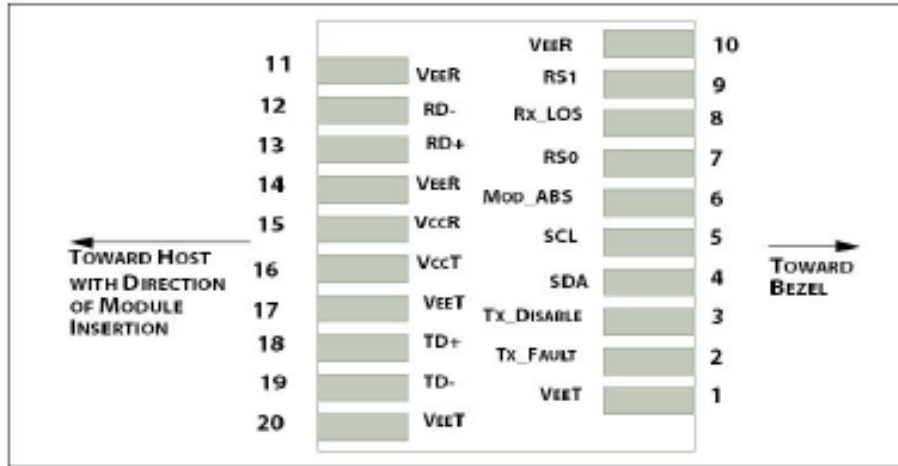 11 VEER
12 RD-
13 RD+
14 VEER
15 VCCR
16 VCCT
17 VEET
18 TD+
19 TD-
20 VEET
VEER 10
RS1 9
RX_LOS 8
RS0 7
MOD_ABS 6
SCL 5
SDA 4
TX_DISABLE 3
TX_FAULT 2
VEET 1
TOWARD HOST
WITH DIRECTION
OF MODULE
INSERTION
TOWARD
BEZEL